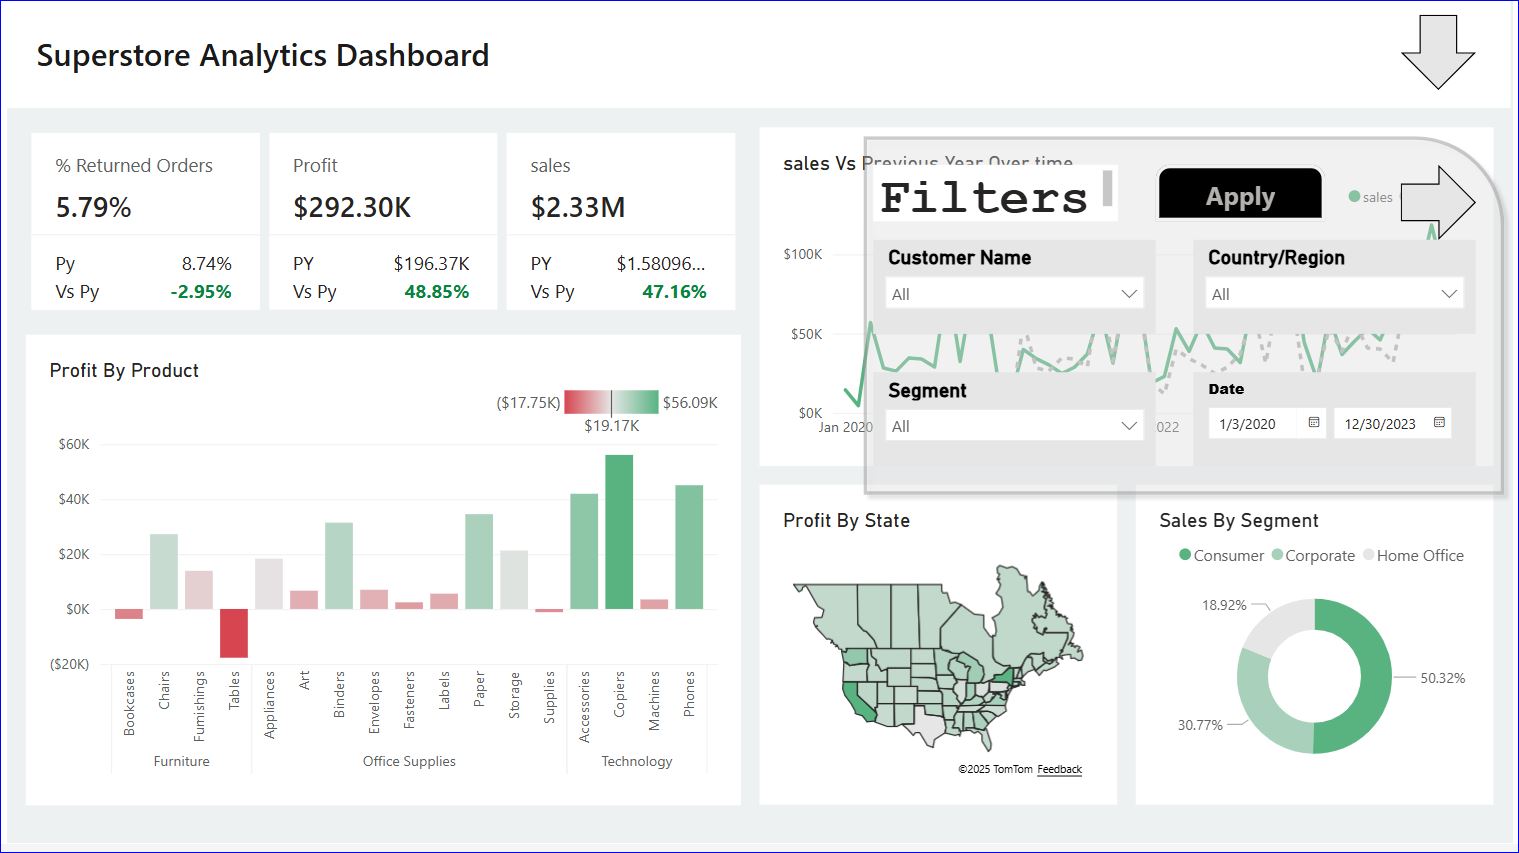 Superstore Analytics Dashboard
% Returned Orders
5.79%
Py 8.74%
Vs Py -2.95%
Profit
$292.30K
PY $196.37K
Vs Py 48.85%
sales
$2.33M
PY $1.58096...
Vs Py 47.16%
sales Vs Previous Year Over time
sales
$100K
$50K
$0K
Jan 2020
2022
Filters
Apply
Customer Name
All
Country/Region
All
Segment
All
Date
1/3/2020 12/30/2023
Profit By Product
($17.75K) $56.09K
$19.17K
$60K
$40K
$20K
$0K
($20K)
Bookcases
Chairs
Furnishings
Tables
Appliances
Art
Binders
Envelopes
Fasteners
Labels
Paper
Storage
Supplies
Accessories
Copiers
Machines
Phones
Furniture
Office Supplies
Technology
Profit By State
©2025 TomTom Feedback
Sales By Segment
Consumer Corporate Home Office
18.92%
50.32%
30.77%